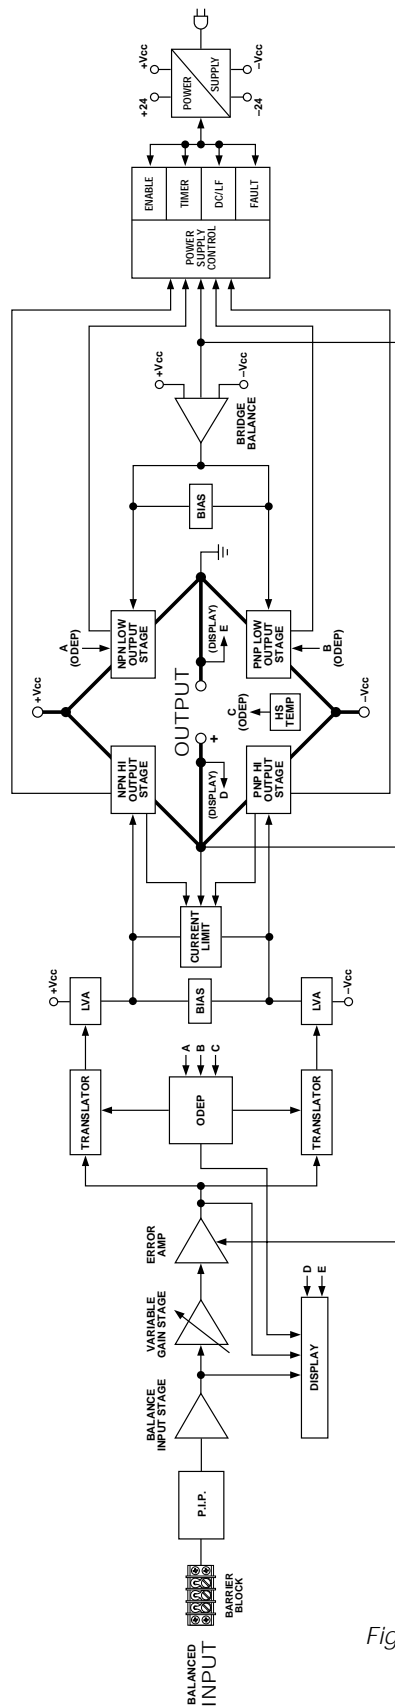 BALANCED
INPUT
BARRIER
BLOCK
P.I.P.
BALANCE
INPUT STAGE
VARIABLE
GAIN STAGE
ERROR
AMP
DISPLAY
D
E
TRANSLATOR
ODEP
A
B
C
TRANSLATOR
+Vcc
LVA
BIAS
LVA
–Vcc
CURRENT
LIMIT
NPN HI
OUTPUT
STAGE
PNP HI
OUTPUT
STAGE
+Vcc
(DISPLAY)
D
+
OUTPUT
(DISPLAY)
E
C
(ODEP)
HS
TEMP
–Vcc
A
(ODEP)
NPN LOW
OUTPUT
STAGE
PNP LOW
OUTPUT
STAGE
B
(ODEP)
BIAS
BRIDGE
BALANCE
+Vcc
–Vcc
POWER
SUPPLY
CONTROL
ENABLE
TIMER
DC/LF
FAULT
+24
+Vcc
POWER
SUPPLY
–24
–Vcc
Fig